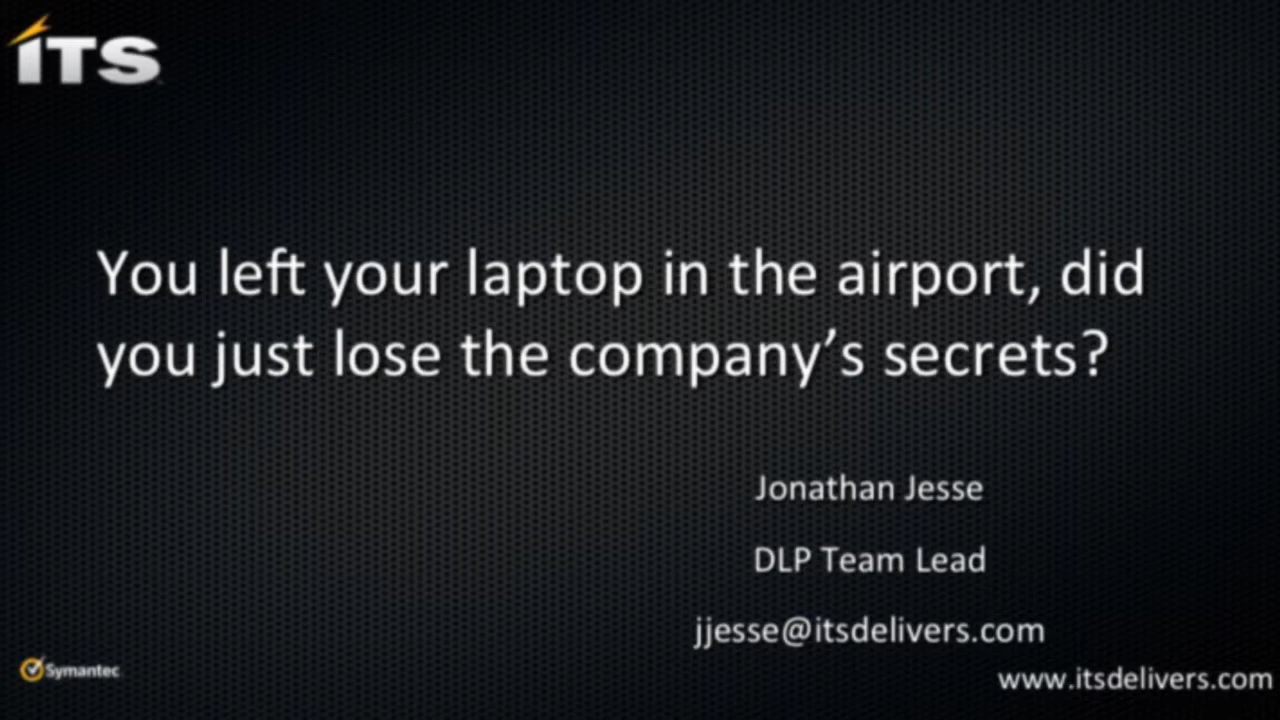 iTS
You left your laptop in the airport, did
you just lose the company's secrets?
Jonathan Jesse
DLP Team Lead
jjesse@itsdelivers.com
Symantec
www.itsdelivers.com